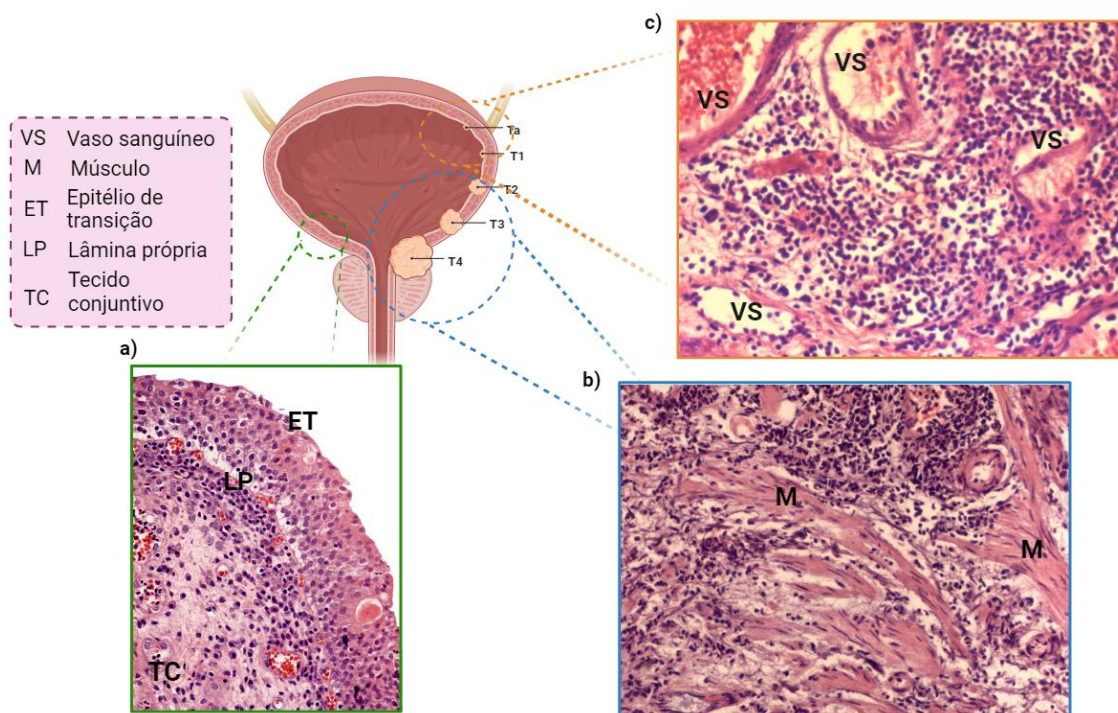 c)
VS
VS
VS
VS
VS Vaso sanguíneo
M Músculo
ET Epitélio de
transição
LP Lâmina própria
TC Tecido
conjuntivo
Ta
T1
T2
T3
T4
a)
ET
LP
TC
b)
M
M